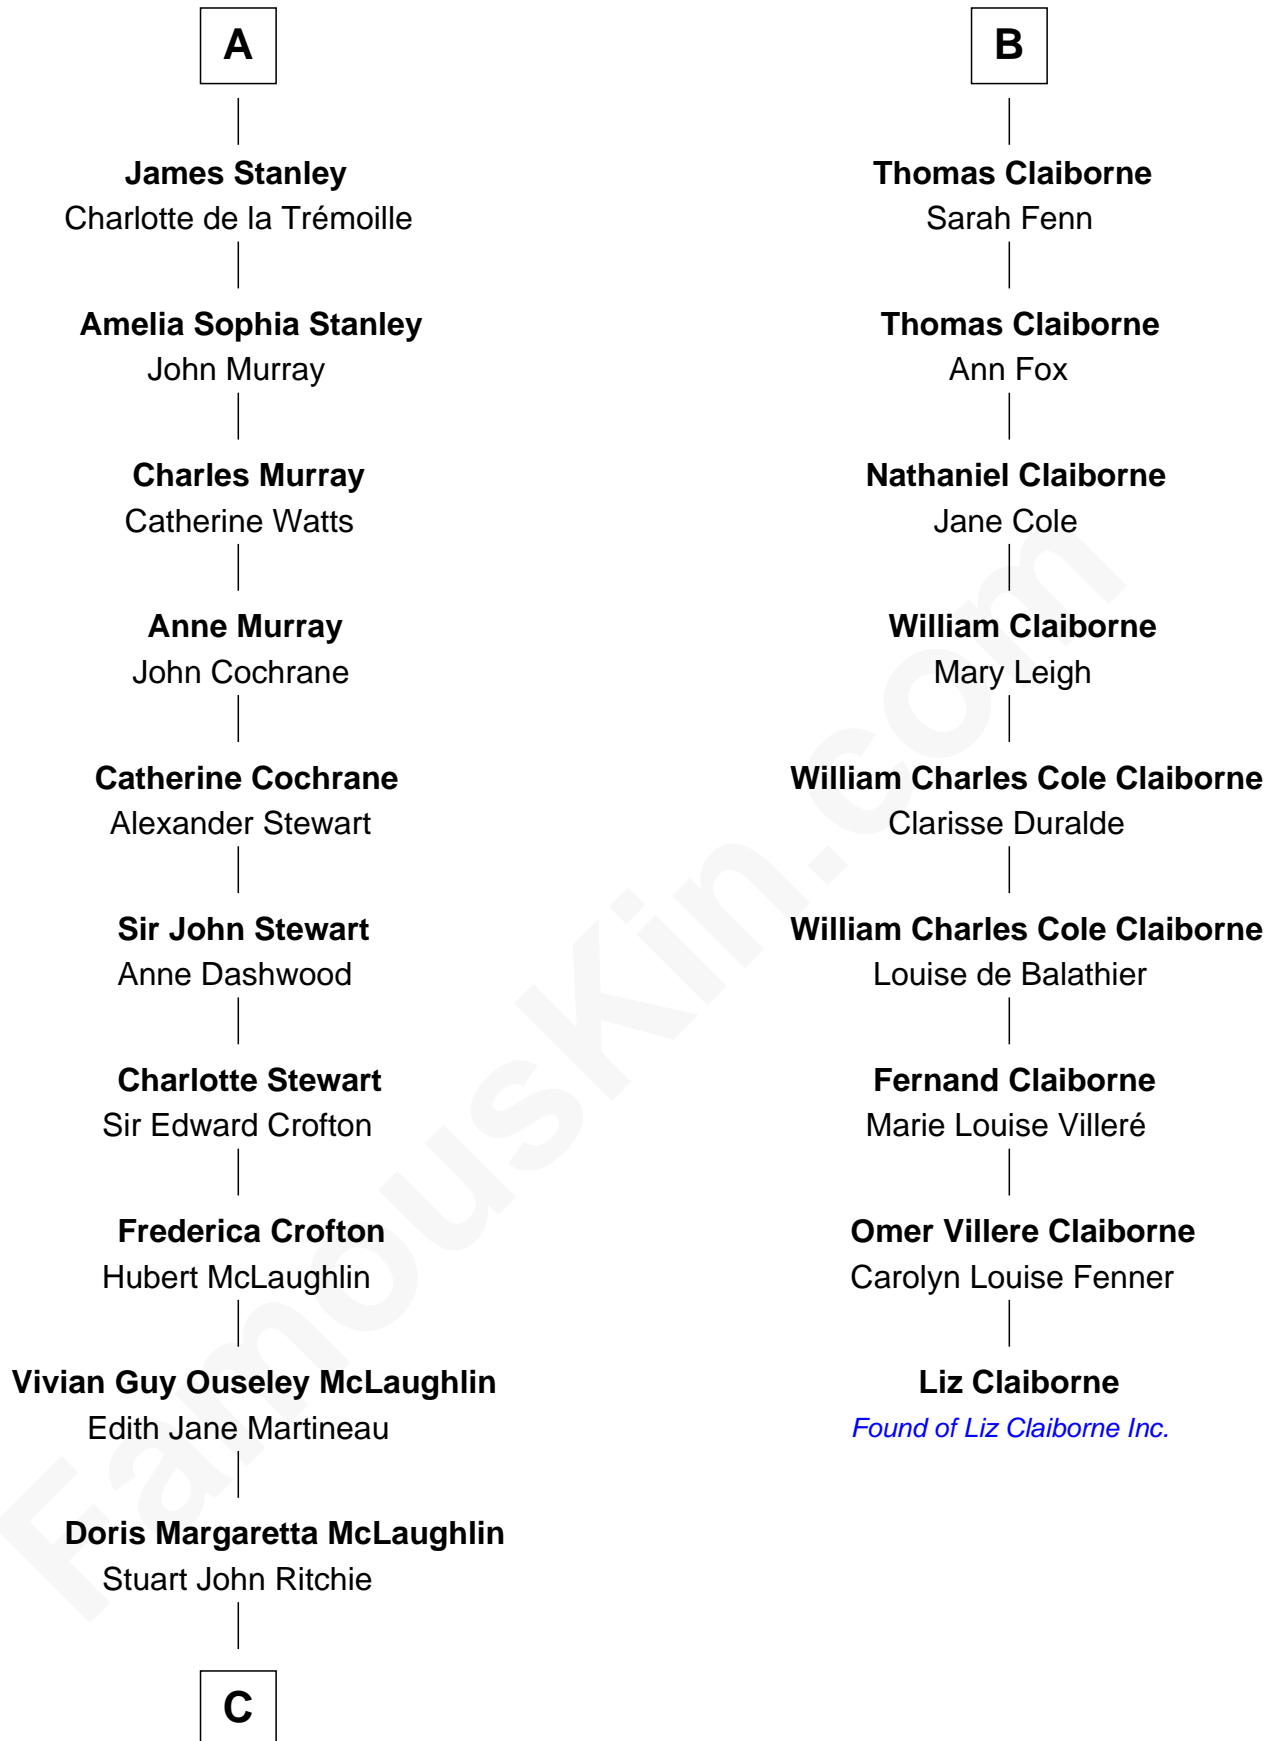 A
James Stanley
Charlotte de la Trémoille
Amelia Sophia Stanley
John Murray
Charles Murray
Catherine Watts
Anne Murray
John Cochrane
Catherine Cochrane
Alexander Stewart
Sir John Stewart
Anne Dashwood
Charlotte Stewart
Sir Edward Crofton
Frederica Crofton
Hubert McLaughlin
Vivian Guy Ouseley McLaughlin
Edith Jane Martineau
Doris Margaretta McLaughlin
Stuart John Ritchie
C
B
Thomas Claiborne
Sarah Fenn
Thomas Claiborne
Ann Fox
Nathaniel Claiborne
Jane Cole
William Claiborne
Mary Leigh
William Charles Cole Claiborne
Clarisse Duralde
William Charles Cole Claiborne
Louise de Balathier
Fernand Claiborne
Marie Louise Villeré
Omer Villere Claiborne
Carolyn Louise Fenner
Liz Claiborne
Found of Liz Claiborne Inc.
FamousKin.com